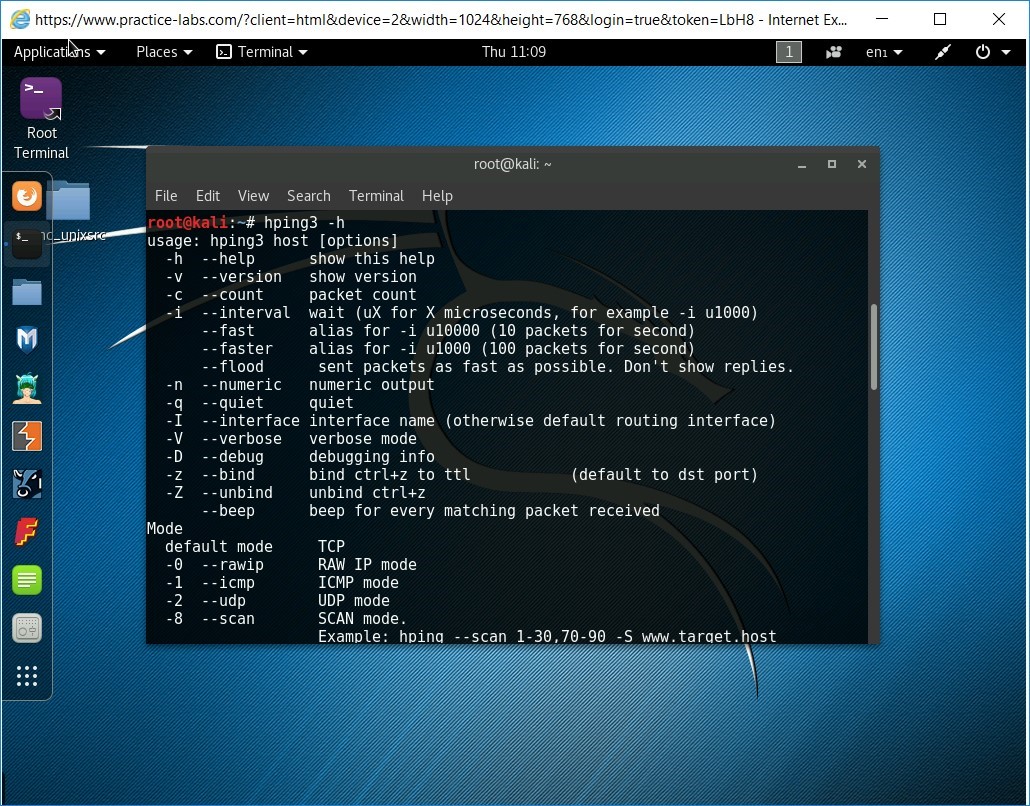 https://www.practice-labs.com/?client=html&device=2&width=1024&height=768&login=true&token=LbH8 - Internet Ex...
Applications Places Terminal Thu 11:09 1 en1
Root
Terminal
nc_unixsrc
root@kali: ~
File Edit View Search Terminal Help
root@kali:~# hping3 -h
usage: hping3 host [options]
  -h  --help      show this help
  -v  --version   show version
  -c  --count     packet count
  -i  --interval  wait (uX for X microseconds, for example -i u1000)
      --fast      alias for -i u10000 (10 packets for second)
      --faster    alias for -i u1000 (100 packets for second)
      --flood      sent packets as fast as possible. Don't show replies.
  -n  --numeric   numeric output
  -q  --quiet     quiet
  -I  --interface interface name (otherwise default routing interface)
  -V  --verbose   verbose mode
  -D  --debug     debugging info
  -z  --bind      bind ctrl+z to ttl           (default to dst port)
  -Z  --unbind    unbind ctrl+z
      --beep      beep for every matching packet received
Mode
  default mode     TCP
  -0  --rawip      RAW IP mode
  -1  --icmp       ICMP mode
  -2  --udp        UDP mode
  -8  --scan       SCAN mode.
                   Example: hping --scan 1-30,70-90 -S www.target.host